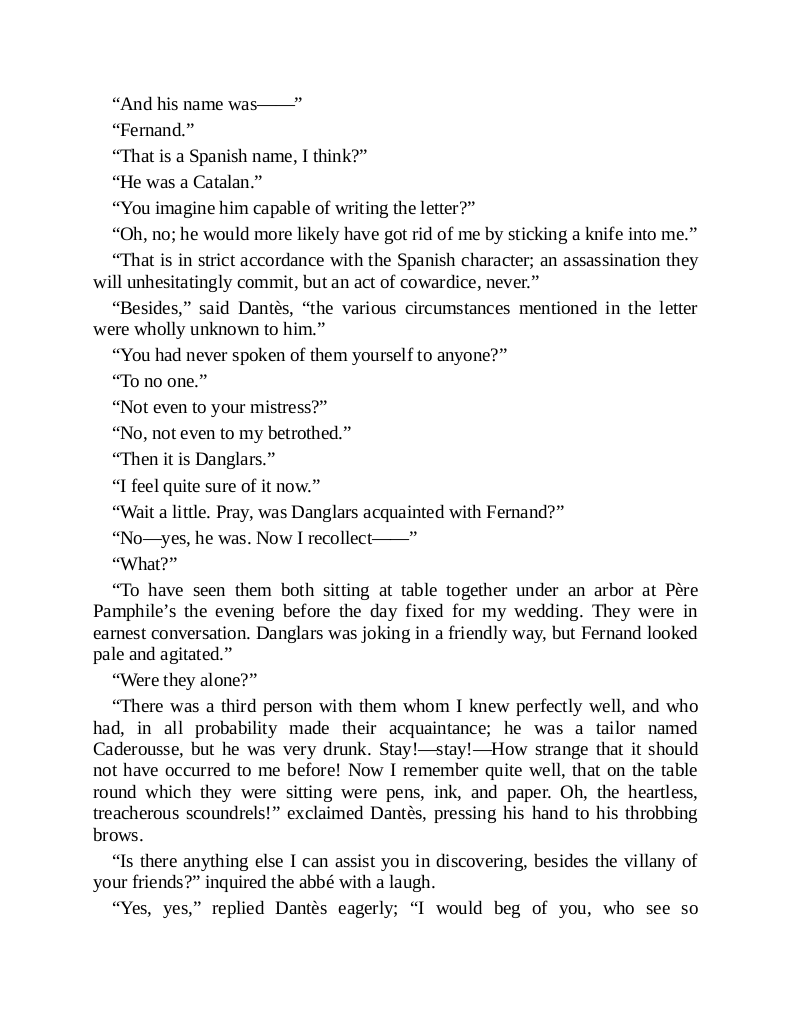 “And his name was——”
“Fernand.”
“That is a Spanish name, I think?”
“He was a Catalan.”
“You imagine him capable of writing the letter?”
“Oh, no; he would more likely have got rid of me by sticking a knife into me.”
“That is in strict accordance with the Spanish character; an assassination they
will unhesitatingly commit, but an act of cowardice, never.”
“Besides,” said Dantès, “the various circumstances mentioned in the letter
were wholly unknown to him.”
“You had never spoken of them yourself to anyone?”
“To no one.”
“Not even to your mistress?”
“No, not even to my betrothed.”
“Then it is Danglars.”
“I feel quite sure of it now.”
“Wait a little. Pray, was Danglars acquainted with Fernand?”
“No—yes, he was. Now I recollect——”
“What?”
“To have seen them both sitting at table together under an arbor at Père
Pamphile’s the evening before the day fixed for my wedding. They were in
earnest conversation. Danglars was joking in a friendly way, but Fernand looked
pale and agitated.”
“Were they alone?”
“There was a third person with them whom I knew perfectly well, and who
had, in all probability made their acquaintance; he was a tailor named
Caderousse, but he was very drunk. Stay!—stay!—How strange that it should
not have occurred to me before! Now I remember quite well, that on the table
round which they were sitting were pens, ink, and paper. Oh, the heartless,
treacherous scoundrels!” exclaimed Dantès, pressing his hand to his throbbing
brows.
“Is there anything else I can assist you in discovering, besides the villany of
your friends?” inquired the abbé with a laugh.
“Yes, yes,” replied Dantès eagerly; “I would beg of you, who see so